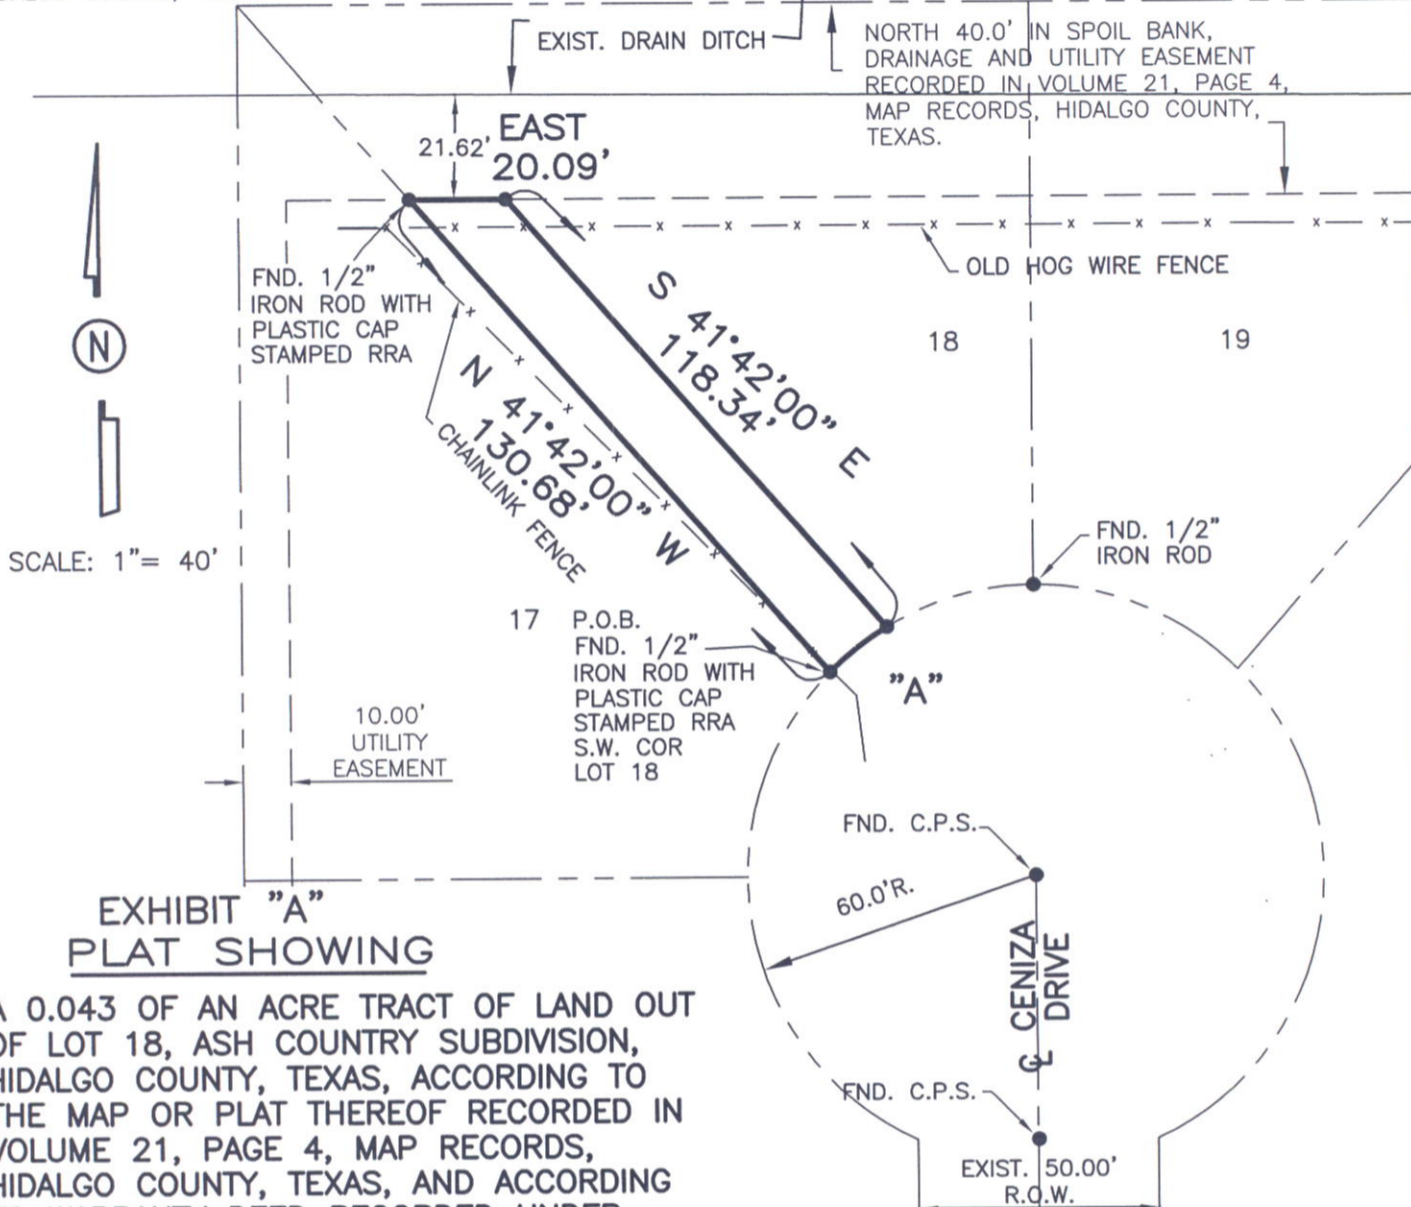 EXIST. DRAIN DITCH
NORTH 40.0' IN SPOIL BANK,
DRAINAGE AND UTILITY EASEMENT
RECORDED IN VOLUME 21, PAGE 4,
MAP RECORDS, HIDALGO COUNTY,
TEXAS.
21.62'
EAST
20.09'
FND. 1/2"
IRON ROD WITH
PLASTIC CAP
STAMPED RRA
OLD HOG WIRE FENCE
S 41°42'00" E
118.34'
18
19
N
N 41°42'00" W
130.68'
CHAINLINK FENCE
SCALE: 1"= 40'
FND. 1/2"
IRON ROD
17
P.O.B.
FND. 1/2"
IRON ROD WITH
PLASTIC CAP
STAMPED RRA
S.W. COR
LOT 18
"A"
10.00'
UTILITY
EASEMENT
FND. C.P.S.
60.0'R.
℄ CENIZA
DRIVE
FND. C.P.S.
EXIST. 50.00'
R.O.W.
EXHIBIT "A"
PLAT SHOWING
A 0.043 OF AN ACRE TRACT OF LAND OUT
OF LOT 18, ASH COUNTRY SUBDIVISION,
HIDALGO COUNTY, TEXAS, ACCORDING TO
THE MAP OR PLAT THEREOF RECORDED IN
VOLUME 21, PAGE 4, MAP RECORDS,
HIDALGO COUNTY, TEXAS, AND ACCORDING
WARRANTY DEED RECORDED UNDER